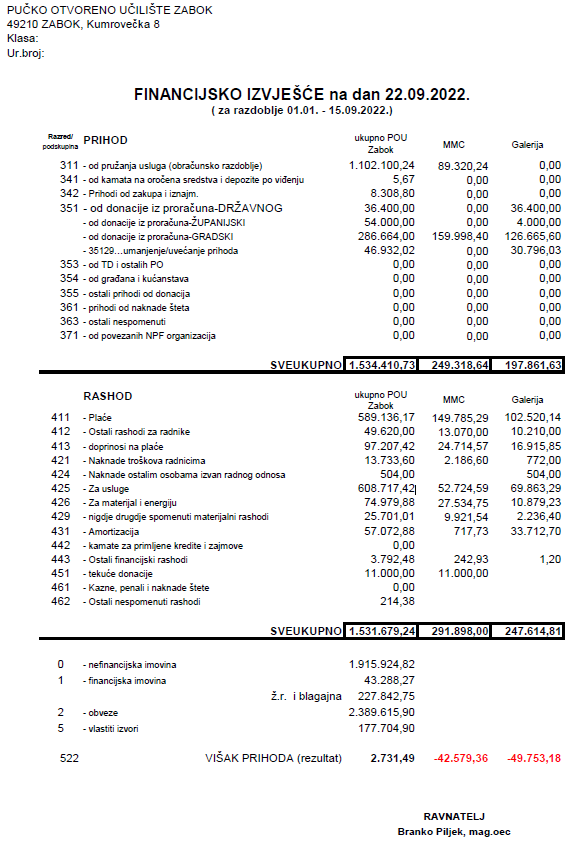 PUČKO OTVORENO UČILIŠTE ZABOK
49210 ZABOK, Kumrovečka 8
Klasa:
Ur.broj:
FINANCIJSKO IZVJEŠĆE na dan 22.09.2022.
( za razdoblje 01.01. - 15.09.2022.)
Razred/ podskupina PRIHOD ukupno POU Zabok MMC Galerija
311 - od pružanja usluga (obračunsko razdoblje) 1.102.100,24 89.320,24 0,00
341 - od kamata na oročena sredstva i depozite po viđenju 5,67 0,00 0,00
342 - Prihodi od zakupa i iznajm. 8.308,80 0,00 0,00
351 - od donacije iz proračuna-DRŽAVNOG 36.400,00 0,00 36.400,00
- od donacije iz proračuna-ŽUPANIJSKI 54.000,00 0,00 4.000,00
- od donacije iz proračuna-GRADSKI 286.664,00 159.998,40 126.665,60
- 35129...umanjenje/uvećanje prihoda 46.932,02 0,00 30.796,03
353 - od TD i ostalih PO 0,00 0,00 0,00
354 - od građana i kućanstava 0,00 0,00 0,00
355 - ostali prihodi od donacija 0,00 0,00 0,00
361 - prihodi od naknade šteta 0,00 0,00 0,00
363 - ostali nespomenuti 0,00 0,00 0,00
371 - od povezanih NPF organizacija 0,00 0,00 0,00
SVEUKUPNO 1.534.410,73 249.318,64 197.861,63
RASHOD ukupno POU Zabok MMC Galerija
411 - Plaće 589.136,17 149.785,29 102.520,14
412 - Ostali rashodi za radnike 49.620,00 13.070,00 10.210,00
413 - doprinosi na plaće 97.207,42 24.714,57 16.915,85
421 - Naknade troškova radnicima 13.733,60 2.186,60 772,00
424 - Naknade ostalim osobama izvan radnog odnosa 504,00 504,00
425 - Za usluge 608.717,42 52.724,59 69.863,29
426 - Za materijal i energiju 74.979,88 27.534,75 10.879,23
429 - nigdje drugdje spomenuti materijalni rashodi 25.701,01 9.921,54 2.236,40
431 - Amortizacija 57.072,88 717,73 33.712,70
442 - kamate za primljene kredite i zajmove 0,00
443 - Ostali financijski rashodi 3.792,48 242,93 1,20
451 - tekuće donacije 11.000,00 11.000,00
461 - Kazne, penali i naknade štete 0,00
462 - Ostali nespomenuti rashodi 214,38
SVEUKUPNO 1.531.679,24 291.898,00 247.614,81
0 - nefinancijska imovina 1.915.924,82
1 - financijska imovina 43.288,27
ž.r. i blagajna 227.842,75
2 - obveze 2.389.615,90
5 - vlastiti izvori 177.704,90
522 VIŠAK PRIHODA (rezultat) 2.731,49 -42.579,36 -49.753,18
RAVNATELJ
Branko Piljek, mag.oec